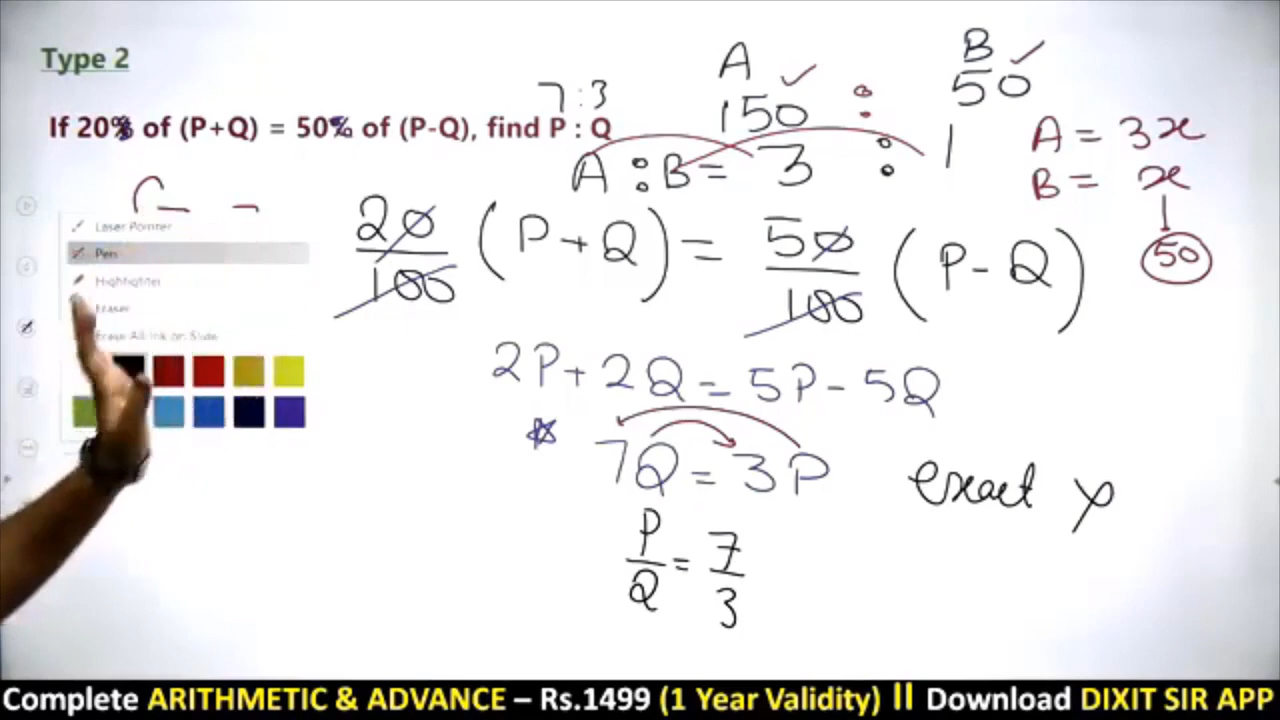 Type 2
7 : 3
If 20% of (P+Q) = 50% of (P-Q), find P : Q
A B
150 : 50
A : B = 3 : 1
A = 3x
B = x
50
20/100 (P + Q) = 50/100 (P - Q)
Laser Pointer
Pen
Highlighter
Eraser
Erase All Ink on Slide
2P + 2Q = 5P - 5Q
7Q = 3P
exact
P/Q = 7/3
Complete ARITHMETIC & ADVANCE – Rs.1499 (1 Year Validity) II Download DIXIT SIR APP